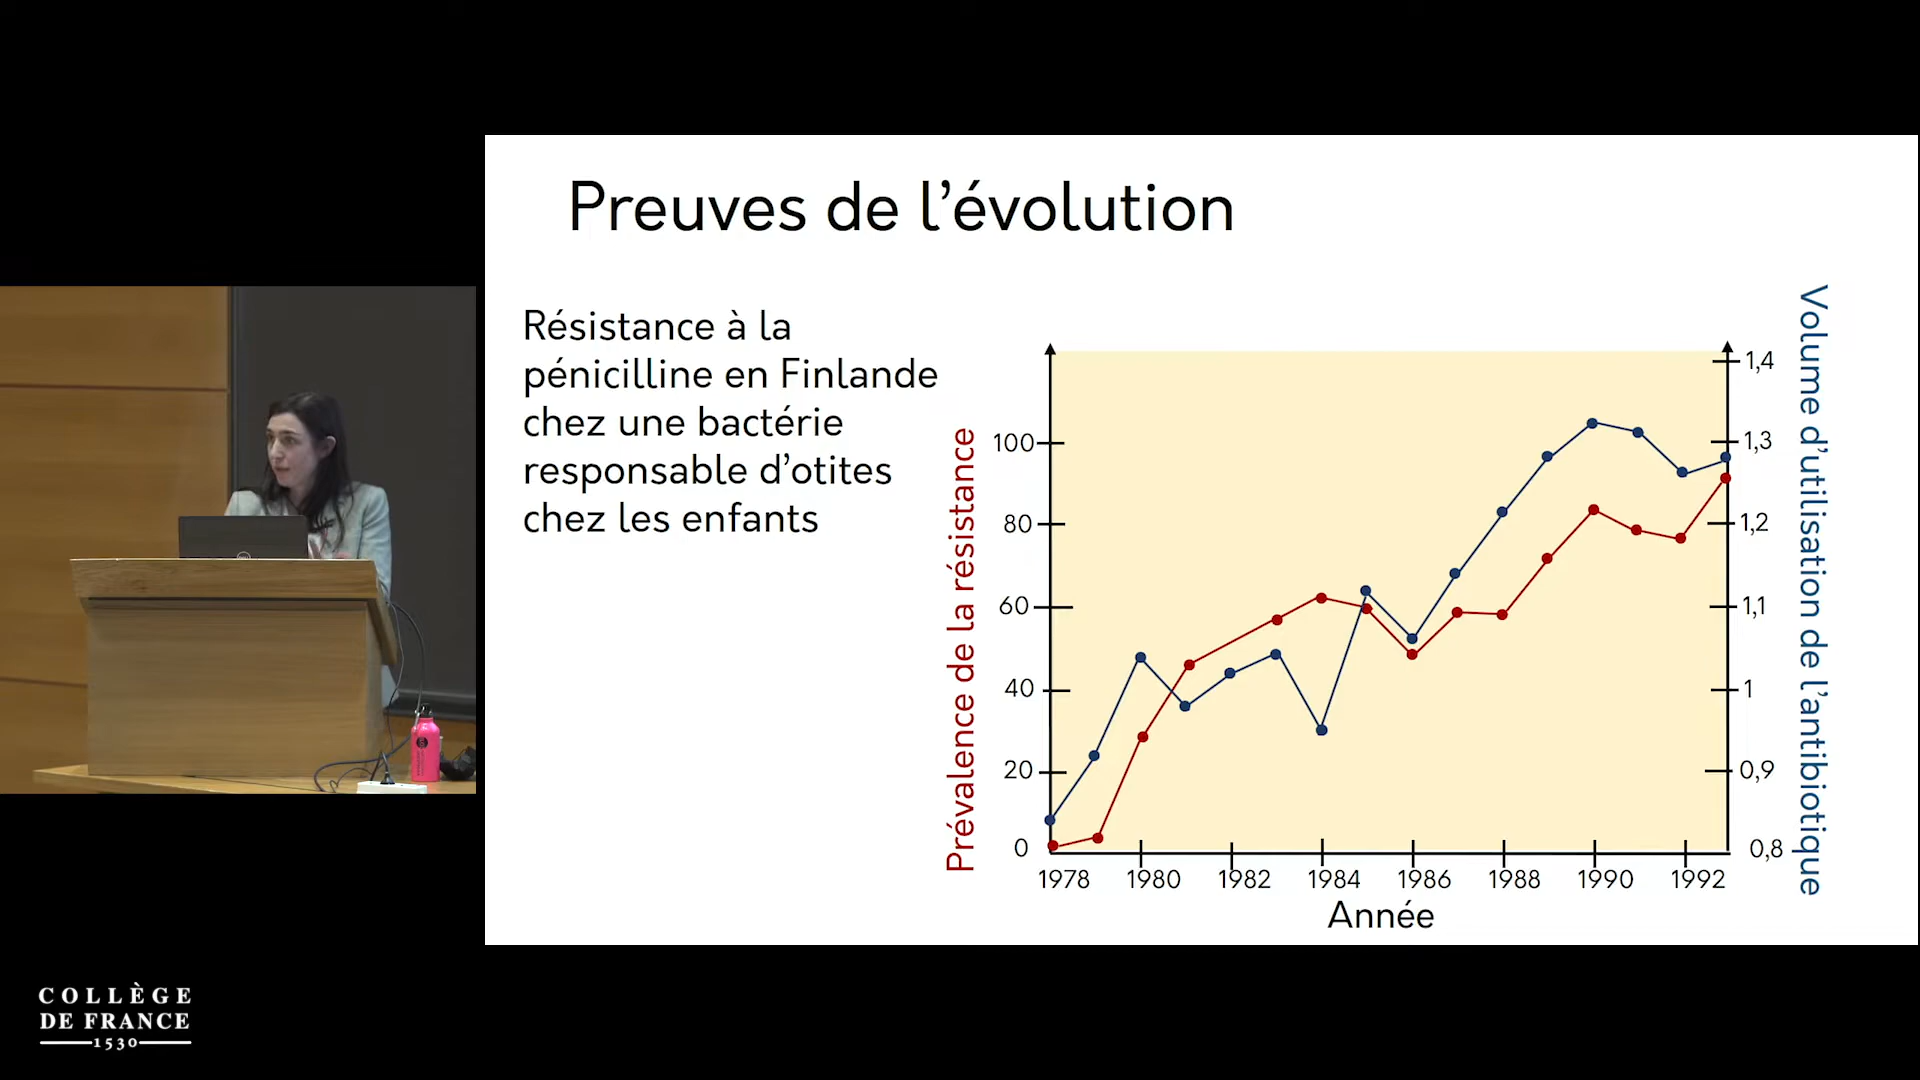 Preuves de l’évolution
Résistance à la
pénicilline en Finlande
chez une bactérie
responsable d’otites
chez les enfants
Prévalence de la résistance
100
80
60
40
20
0
1978 1980 1982 1984 1986 1988 1990 1992
Année
1,4
1,3
1,2
1,1
1
0,9
0,8
Volume d’utilisation de l’antibiotique
COLLÈGE
DE FRANCE
1530